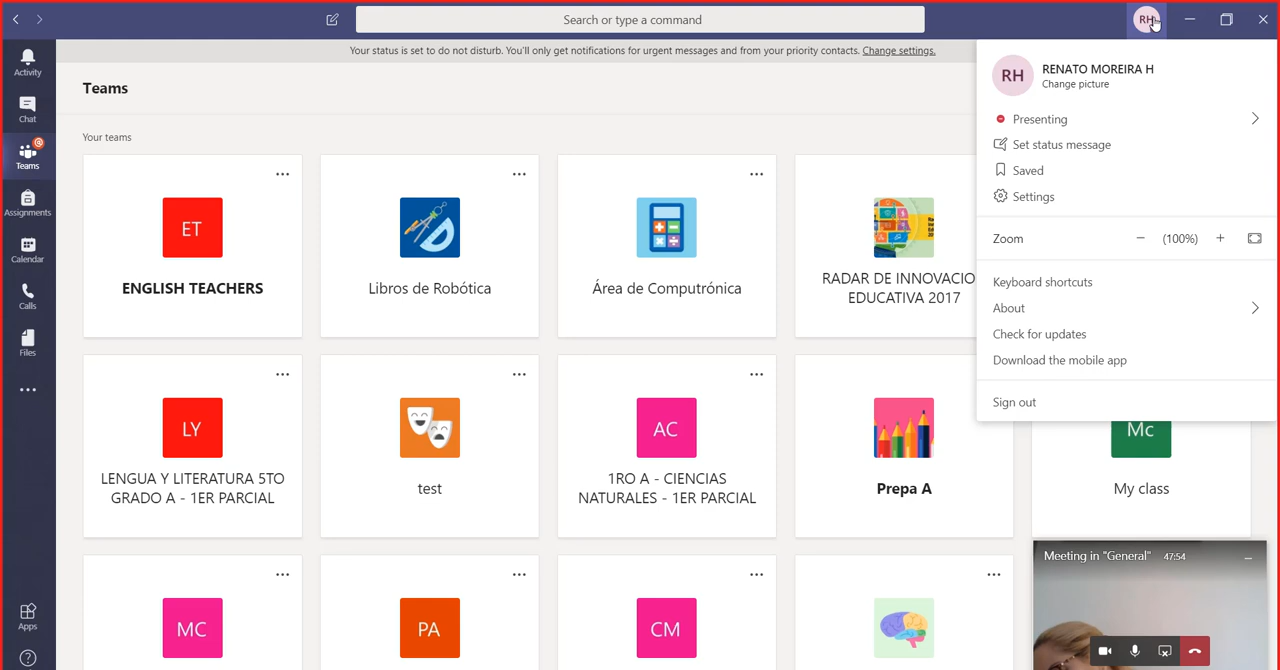 Search or type a command
RH
Activity
Chat
Teams
Assignments
Calendar
Calls
Files
Apps
Your status is set to do not disturb. You'll only get notifications for urgent messages and from your priority contacts. Change settings.
Teams
Your teams
ET
ENGLISH TEACHERS
Libros de Robótica
Área de Computrónica
RADAR DE INNOVACIO
EDUCATIVA 2017
LY
LENGUA Y LITERATURA 5TO
GRADO A - 1ER PARCIAL
test
AC
1RO A - CIENCIAS
NATURALES - 1ER PARCIAL
Prepa A
Mc
My class
MC
PA
CM
RH
RENATO MOREIRA H
Change picture
Presenting
Set status message
Saved
Settings
Zoom
(100%)
Keyboard shortcuts
About
Check for updates
Download the mobile app
Sign out
Meeting in "General" 47:54